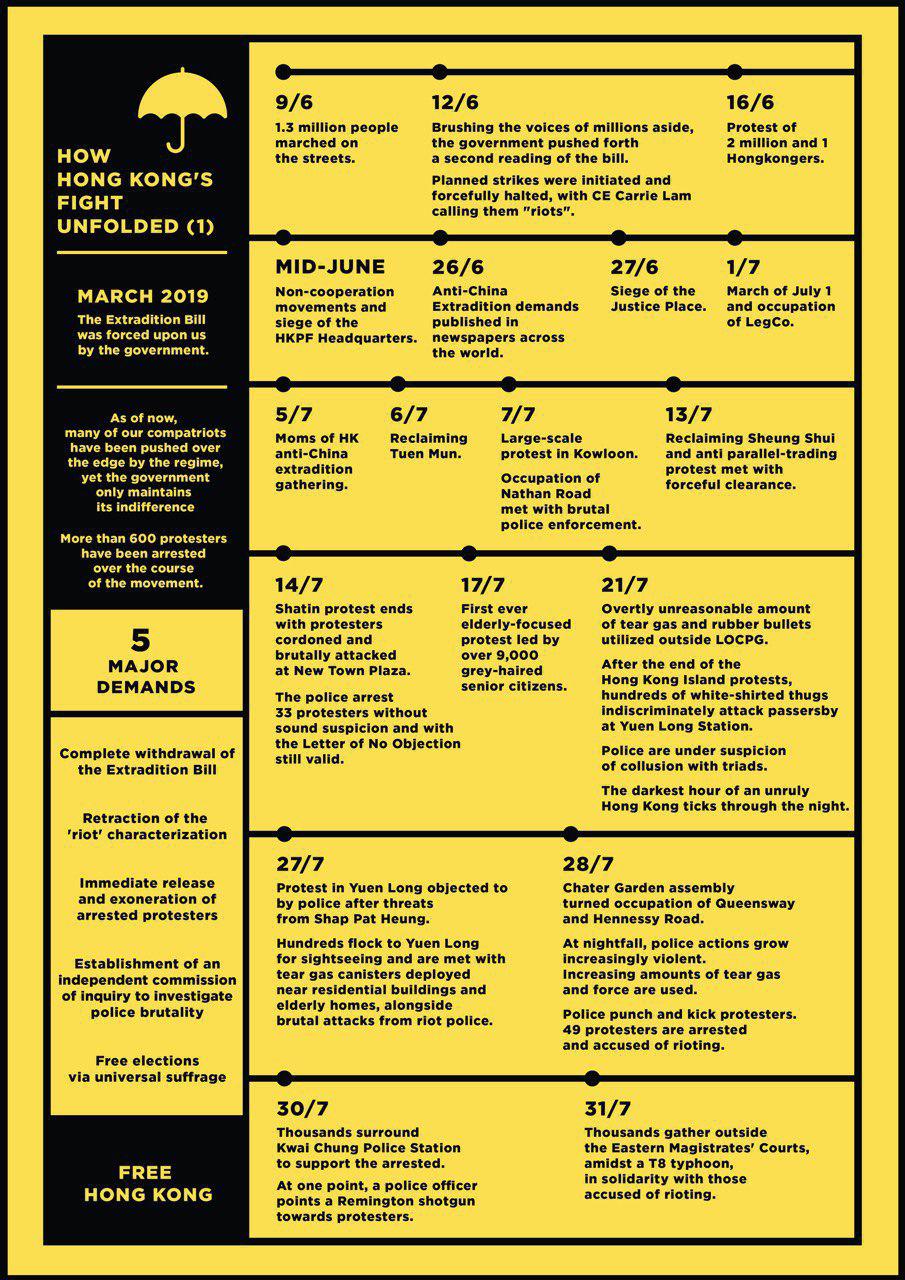 HOW
HONG KONG'S
FIGHT
UNFOLDED (1)
MARCH 2019
The Extradition Bill
was forced upon us
by the government.
As of now,
many of our compatriots
have been pushed over
the edge by the regime,
yet the government
only maintains
its indifference
More than 600 protesters
have been arrested
over the course
of the movement.
5
MAJOR
DEMANDS
Complete withdrawal of
the Extradition Bill
Retraction of the
'riot' characterization
Immediate release
and exoneration of
arrested protesters
Establishment of an
independent commission
of inquiry to investigate
police brutality
Free elections
via universal suffrage
FREE
HONG KONG
9/6
1.3 million people
marched on
the streets.
12/6
Brushing the voices of millions aside,
the government pushed forth
a second reading of the bill.
Planned strikes were initiated and
forcefully halted, with CE Carrie Lam
calling them "riots".
16/6
Protest of
2 million and 1
Hongkongers.
MID-JUNE
Non-cooperation
movements and
siege of the
HKPF Headquarters.
26/6
Anti-China
Extradition demands
published in
newspapers across
the world.
27/6
Siege of the
Justice Place.
1/7
March of July 1
and occupation
of LegCo.
5/7
Moms of HK
anti-China
extradition
gathering.
6/7
Reclaiming
Tuen Mun.
7/7
Large-scale
protest in Kowloon.
Occupation of
Nathan Road
met with brutal
police enforcement.
13/7
Reclaiming Sheung Shui
and anti parallel-trading
protest met with
forceful clearance.
14/7
Shatin protest ends
with protesters
cordoned and
brutally attacked
at New Town Plaza.
The police arrest
33 protesters without
sound suspicion and with
the Letter of No Objection
still valid.
17/7
First ever
elderly-focused
protest led by
over 9,000
grey-haired
senior citizens.
21/7
Overtly unreasonable amount
of tear gas and rubber bullets
utilized outside LOCPG.
After the end of the
Hong Kong Island protests,
hundreds of white-shirted thugs
indiscriminately attack passersby
at Yuen Long Station.
Police are under suspicion
of collusion with triads.
The darkest hour of an unruly
Hong Kong ticks through the night.
27/7
Protest in Yuen Long objected to
by police after threats
from Shap Pat Heung.
Hundreds flock to Yuen Long
for sightseeing and are met with
tear gas canisters deployed
near residential buildings and
elderly homes, alongside
brutal attacks from riot police.
28/7
Chater Garden assembly
turned occupation of Queensway
and Hennessy Road.
At nightfall, police actions grow
increasingly violent.
Increasing amounts of tear gas
and force are used.
Police punch and kick protesters.
49 protesters are arrested
and accused of rioting.
30/7
Thousands surround
Kwai Chung Police Station
to support the arrested.
At one point, a police officer
points a Remington shotgun
towards protesters.
31/7
Thousands gather outside
the Eastern Magistrates' Courts,
amidst a T8 typhoon,
in solidarity with those
accused of rioting.